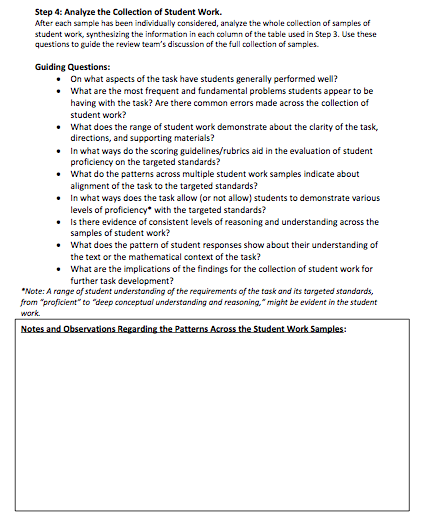 Step 4: Analyze the Collection of Student Work.
After each sample has been individually considered, analyze the whole collection of samples of
student work, synthesizing the information in each column of the table used in Step 3. Use these
questions to guide the review team's discussion of the full collection of samples.
Guiding Questions:
• On what aspects of the task have students generally performed well?
• What are the most frequent and fundamental problems students appear to be
having with the task? Are there common errors made across the collection of
student work?
• What does the range of student work demonstrate about the clarity of the task,
directions, and supporting materials?
• In what ways do the scoring guidelines/rubrics aid in the evaluation of student
proficiency on the targeted standards?
• What do the patterns across multiple student work samples indicate about
alignment of the task to the targeted standards?
• In what ways does the task allow (or not allow) students to demonstrate various
levels of proficiency* with the targeted standards?
• Is there evidence of consistent levels of reasoning and understanding across the
samples of student work?
• What does the pattern of student responses show about their understanding of
the text or the mathematical context of the task?
• What are the implications of the findings for the collection of student work for
further task development?
*Note: A range of student understanding of the requirements of the task and its targeted standards,
from "proficient" to "deep conceptual understanding and reasoning," might be evident in the student
work.
Notes and Observations Regarding the Patterns Across the Student Work Samples: